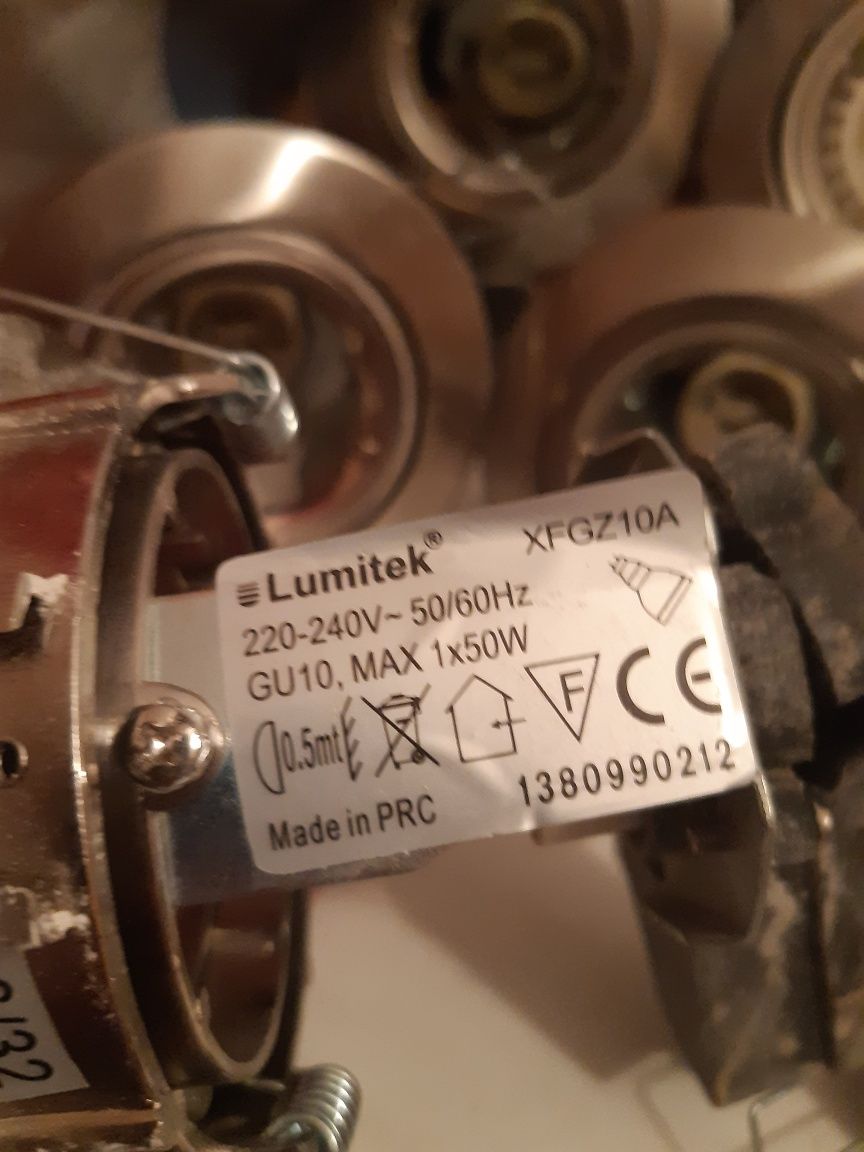 Lumitek®
XFGZ10A
220-240V~ 50/60Hz
GU10, MAX 1x50W
0.5mt
F CE
1380990212
Made in PRC